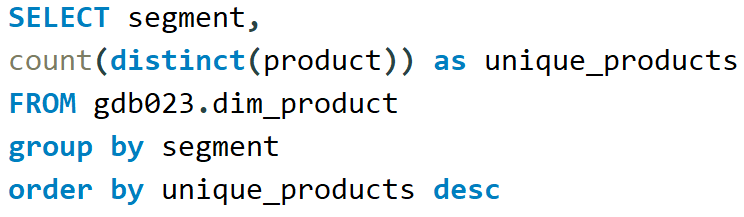 SELECT segment,
count(distinct(product)) as unique_products
FROM gdb023.dim_product
group by segment
order by unique_products desc